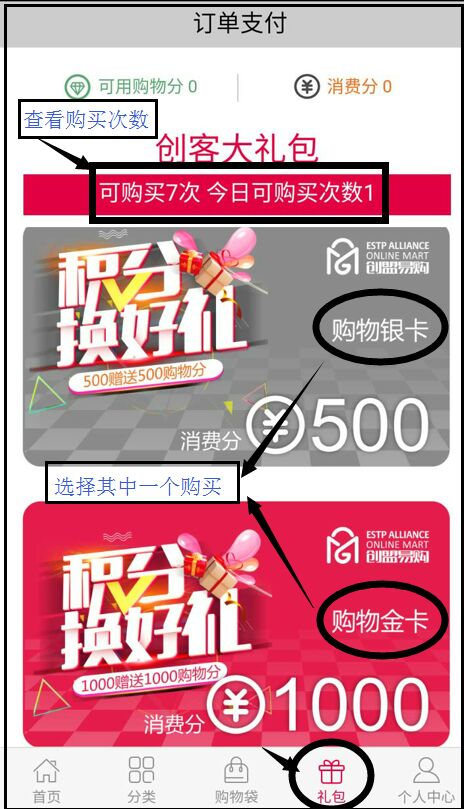 订单支付
可用购物分 0
消费分 0
查看购买次数
创客大礼包
可购买7次 今日可购买次数1
积分
换好礼
500赠送500购物分
ESTP ALLIANCE
ONLINE MART
创盟易购
购物银卡
消费分 ¥500
选择其中一个购买
积分
换好礼
1000赠送1000购物分
ESTP ALLIANCE
ONLINE MART
创盟易购
购物金卡
消费分 ¥1000
首页
分类
购物袋
礼包
个人中心